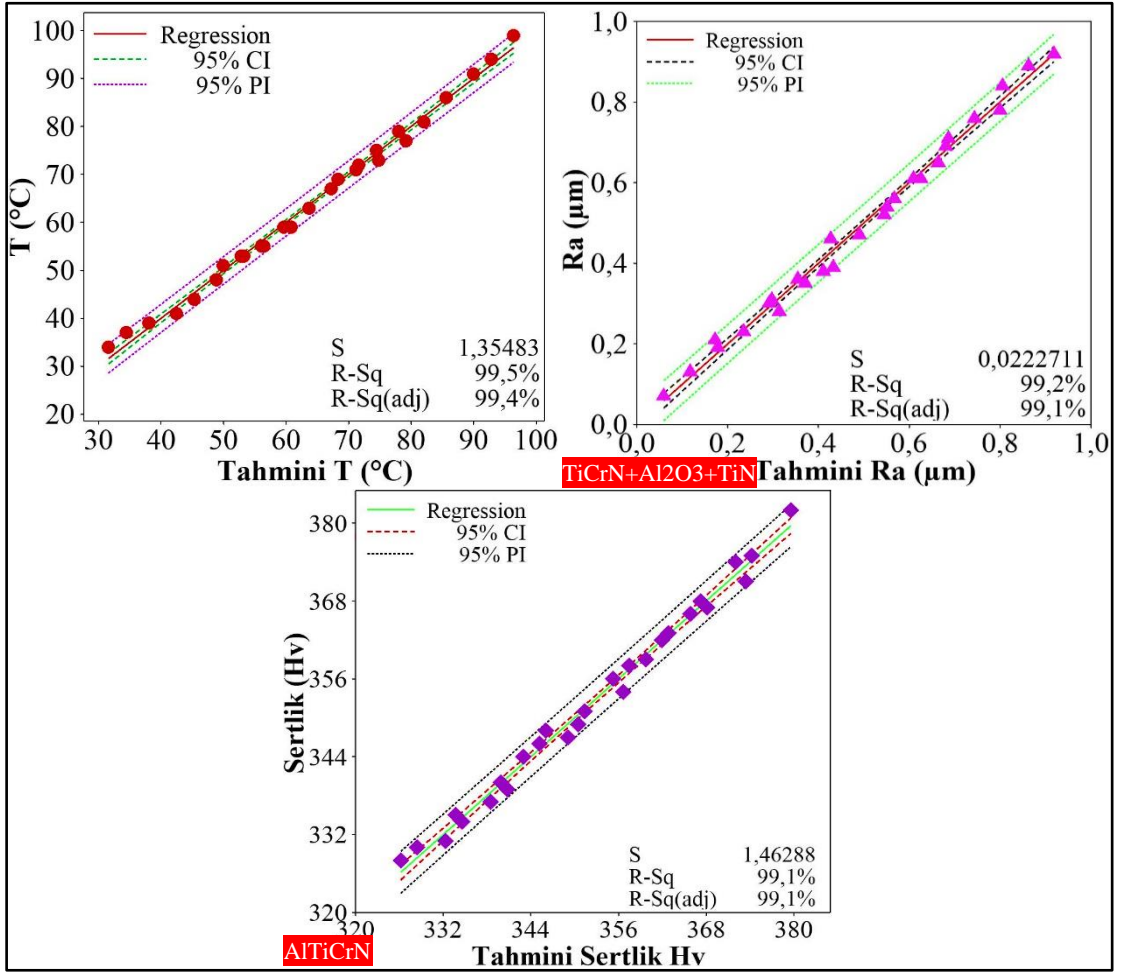 T (°C)
100
90
80
70
60
50
40
30
20
Regression
95% CI
95% PI
S 1,35483
R-Sq 99,5%
R-Sq(adj) 99,4%
30 40 50 60 70 80 90 100
Tahmini T (°C)
Ra (µm)
1,0
0,8
0,6
0,4
0,2
0,0
Regression
95% CI
95% PI
S 0,0222711
R-Sq 99,2%
R-Sq(adj) 99,1%
0,0 0,2 0,4 0,6 0,8 1,0
TiCrN+Al2O3+TiN
Tahmini Ra (µm)
Sertlik (Hv)
380
368
356
344
332
320
Regression
95% CI
95% PI
S 1,46288
R-Sq 99,1%
R-Sq(adj) 99,1%
320 332 344 356 368 380
AlTiCrN
Tahmini Sertlik Hv